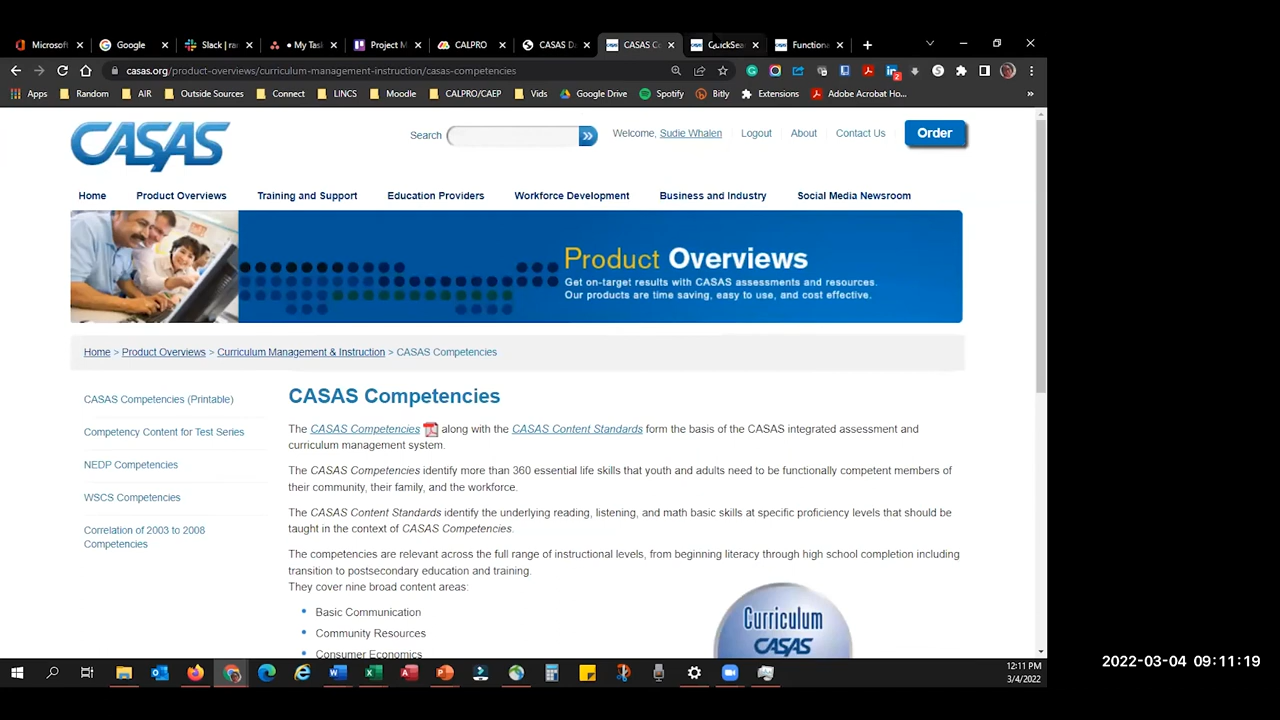 Microsoft
Google
Slack | ra
• My Task
Project M
CALPRO
CASAS D
CASAS Co
QuickSea
Functiona
casas.org/product-overviews/curriculum-management-instruction/casas-competencies
2
Apps
Random
AIR
Outside Sources
Connect
LINCS
Moodle
CALPRO/CAEP
Vids
Google Drive
Spotify
Bitly
Extensions
Adobe Acrobat Ho...
»
CASAS
Search
»
Welcome, Sudie Whalen
Logout
About
Contact Us
Order
Home
Product Overviews
Training and Support
Education Providers
Workforce Development
Business and Industry
Social Media Newsroom
Product Overviews
Get on-target results with CASAS assessments and resources.
Our products are time saving, easy to use, and cost effective.
Home > Product Overviews > Curriculum Management & Instruction > CASAS Competencies
CASAS Competencies (Printable)
Competency Content for Test Series
NEDP Competencies
WSCS Competencies
Correlation of 2003 to 2008
Competencies
CASAS Competencies
The CASAS Competencies along with the CASAS Content Standards form the basis of the CASAS integrated assessment and
curriculum management system.
The CASAS Competencies identify more than 360 essential life skills that youth and adults need to be functionally competent members of
their community, their family, and the workforce.
The CASAS Content Standards identify the underlying reading, listening, and math basic skills at specific proficiency levels that should be
taught in the context of CASAS Competencies.
The competencies are relevant across the full range of instructional levels, from beginning literacy through high school completion including
transition to postsecondary education and training.
They cover nine broad content areas:
• Basic Communication
• Community Resources
• Consumer Economics
Curriculum
CASAS
12:11 PM
3/4/2022
2022-03-04 09:11:19